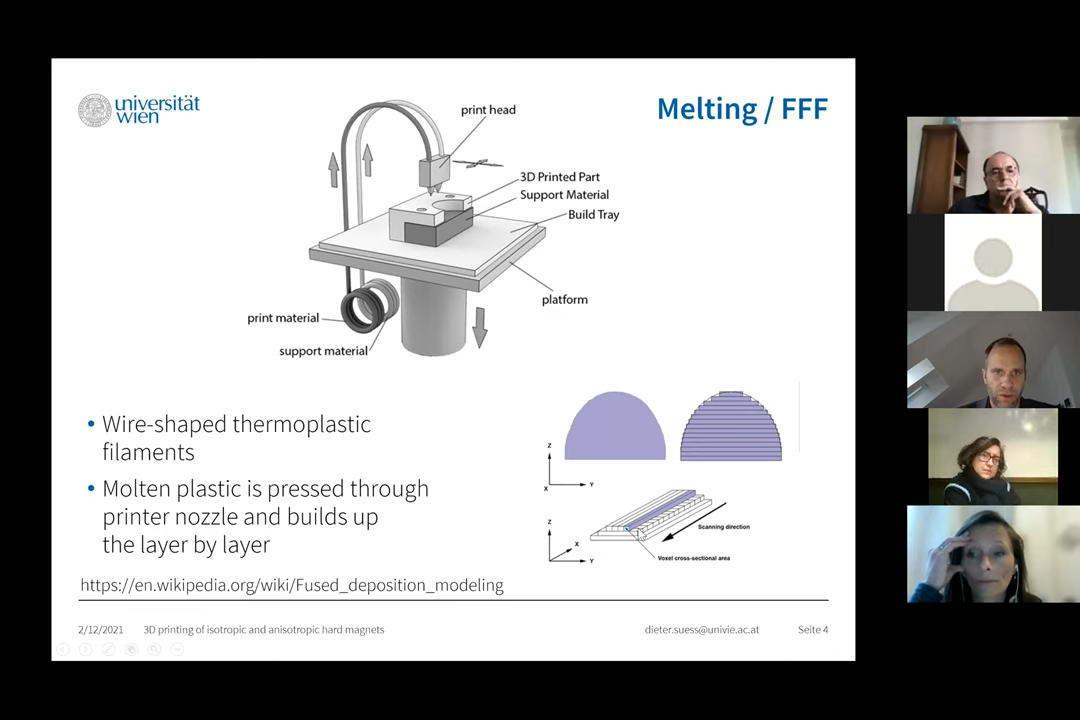 universität
wien
Melting / FFF
print head
3D Printed Part
Support Material
Build Tray
platform
print material
support material
• Wire-shaped thermoplastic
filaments
• Molten plastic is pressed through
printer nozzle and builds up
the layer by layer
Z
X
Y
Z
X
Y
Scanning direction
Voxel cross-sectional area
https://en.wikipedia.org/wiki/Fused_deposition_modeling
2/12/2021 3D printing of isotropic and anisotropic hard magnets dieter.suess@univie.ac.at Seite 4